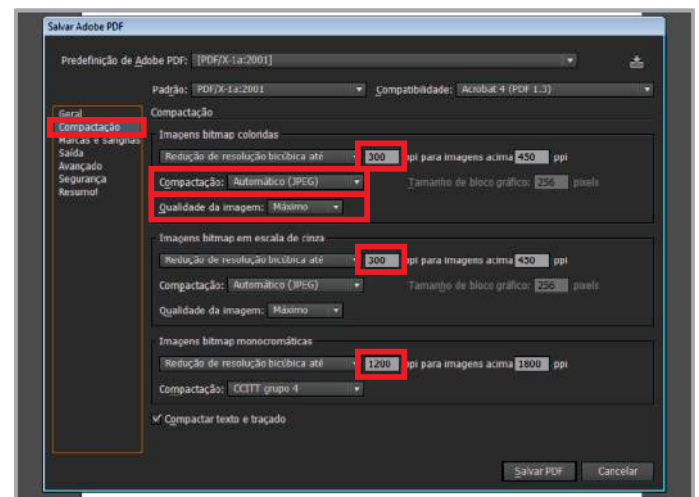 Salvar Adobe PDF
Predefinição de Adobe PDF: [PDF/X-1a:2001]
Padrão: PDF/X-1a:2001 Compatibilidade: Acrobat 4 (PDF 1.3)
Geral
Compactação
Marcas e sangrias
Saída
Avançado
Segurança
Resumo!
Compactação
Imagens bitmap coloridas
Redução de resolução bicúbica até 300 ppi para imagens acima 450 ppi
Compactação: Automático (JPEG) Tamanho de bloco gráfico: 256 pixels
Qualidade da imagem: Máximo
Imagens bitmap em escala de cinza
Redução de resolução bicúbica até 300 ppi para imagens acima 450 ppi
Compactação: Automático (JPEG) Tamanho de bloco gráfico: 256 pixels
Qualidade da imagem: Máximo
Imagens bitmap monocromáticas
Redução de resolução bicúbica até 1200 ppi para imagens acima 1800 ppi
Compactação: CCITT grupo 4
Compactar texto e traçado
Salvar PDF Cancelar